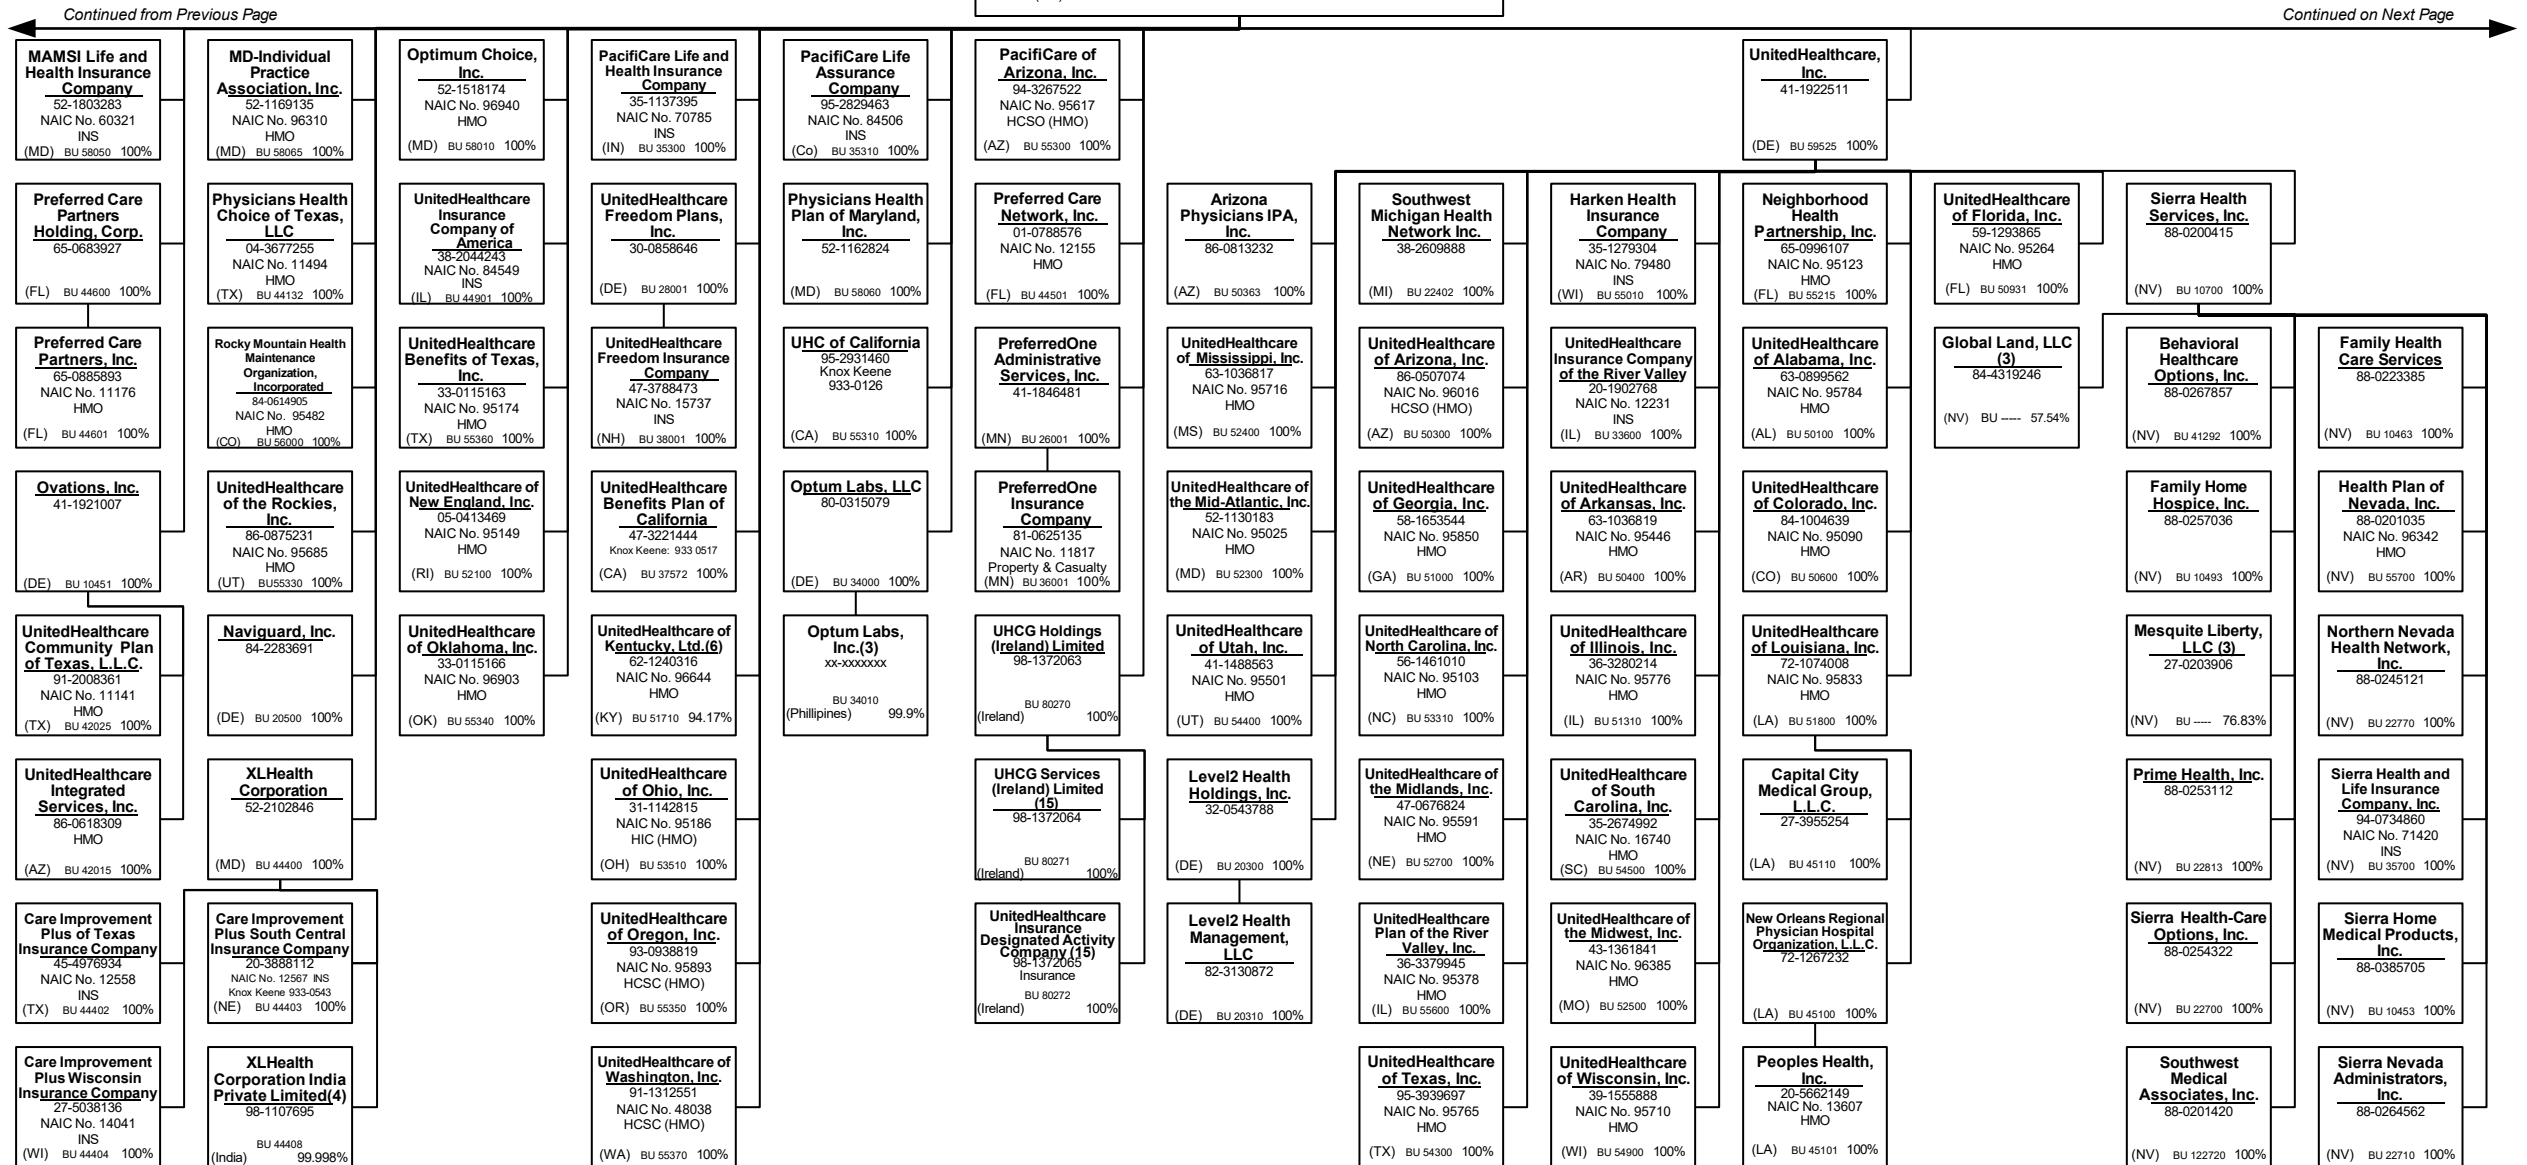 Continued from Previous Page
Continued on Next Page
MAMSI Life and
Health Insurance
Company
52-1803283
NAIC No. 60321
INS
(MD) BU 58050 100%
MD-Individual
Practice
Association, Inc.
52-1169135
NAIC No. 96310
HMO
(MD) BU 58065 100%
Optimum Choice,
Inc.
52-1518174
NAIC No. 96940
HMO
(MD) BU 58010 100%
PacifiCare Life and
Health Insurance
Company
35-1137395
NAIC No. 70785
INS
(IN) BU 35300 100%
PacifiCare Life
Assurance
Company
95-2829463
NAIC No. 84506
INS
(Co) BU 35310 100%
PacifiCare of
Arizona, Inc.
94-3267522
NAIC No. 95617
HCSO (HMO)
(AZ) BU 55300 100%
UnitedHealthcare,
Inc.
41-1922511
(DE) BU 59525 100%
Preferred Care
Partners
Holding, Corp.
65-0683927
(FL) BU 44600 100%
Physicians Health
Choice of Texas,
LLC
04-3677255
NAIC No. 11494
HMO
(TX) BU 44132 100%
UnitedHealthcare
Insurance
Company of
America
38-2044243
NAIC No. 84549
INS
(IL) BU 44901 100%
UnitedHealthcare
Freedom Plans,
Inc.
30-0858646
(DE) BU 28001 100%
Physicians Health
Plan of Maryland,
Inc.
52-1162824
(MD) BU 58060 100%
Preferred Care
Network, Inc.
01-0788576
NAIC No. 12155
HMO
(FL) BU 44501 100%
Arizona
Physicians IPA,
Inc.
86-0813232
(AZ) BU 50363 100%
Southwest
Michigan Health
Network Inc.
38-2609888
(MI) BU 22402 100%
Harken Health
Insurance
Company
35-1279304
NAIC No. 79480
INS
(WI) BU 55010 100%
Neighborhood
Health
Partnership, Inc.
65-0996107
NAIC No. 95123
HMO
(FL) BU 55215 100%
UnitedHealthcare
of Florida, Inc.
59-1293865
NAIC No. 95264
HMO
(FL) BU 50931 100%
Sierra Health
Services, Inc.
88-0200415
(NV) BU 10700 100%
Preferred Care
Partners, Inc.
65-0885893
NAIC No. 11176
HMO
(FL) BU 44601 100%
Rocky Mountain Health
Maintenance
Organization,
Incorporated
84-0614905
NAIC No. 95482
HMO
(CO) BU 56000 100%
UnitedHealthcare
Benefits of Texas,
Inc.
33-0115163
NAIC No. 95174
HMO
(TX) BU 55360 100%
UnitedHealthcare
Freedom Insurance
Company
47-3788473
NAIC No. 15737
INS
(NH) BU 38001 100%
UHC of California
95-2931460
Knox Keene
933-0126
(CA) BU 55310 100%
PreferredOne
Administrative
Services, Inc.
41-1846481
(MN) BU 26001 100%
UnitedHealthcare
of Mississippi, Inc.
63-1036817
NAIC No. 95716
HMO
(MS) BU 52400 100%
UnitedHealthcare
of Arizona, Inc.
86-0507074
NAIC No. 96016
HCSO (HMO)
(AZ) BU 50300 100%
UnitedHealthcare
Insurance Company
of the River Valley
20-1902768
NAIC No. 12231
INS
(IL) BU 33600 100%
UnitedHealthcare
of Alabama, Inc.
63-0899562
NAIC No. 95784
HMO
(AL) BU 50100 100%
Global Land, LLC
(3)
84-4319246
(NV) BU ----- 57.54%
Behavioral
Healthcare
Options, Inc.
88-0267857
(NV) BU 41292 100%
Family Health
Care Services
88-0223385
(NV) BU 10463 100%
Ovations, Inc.
41-1921007
(DE) BU 10451 100%
UnitedHealthcare
of the Rockies,
Inc.
86-0875231
NAIC No. 95685
HMO
(UT) BU55330 100%
UnitedHealthcare of
New England, Inc.
05-0413469
NAIC No. 95149
HMO
(RI) BU 52100 100%
UnitedHealthcare
Benefits Plan of
California
47-3221444
Knox Keene: 933 0517
(CA) BU 37572 100%
Optum Labs, LLC
80-0315079
(DE) BU 34000 100%
PreferredOne
Insurance
Company
81-0625135
NAIC No. 11817
Property & Casualty
(MN) BU 36001 100%
UnitedHealthcare of
the Mid-Atlantic, Inc.
52-1130183
NAIC No. 95025
HMO
(MD) BU 52300 100%
UnitedHealthcare
of Georgia, Inc.
58-1653544
NAIC No. 95850
HMO
(GA) BU 51000 100%
UnitedHealthcare
of Arkansas, Inc.
63-1036819
NAIC No. 95446
HMO
(AR) BU 50400 100%
UnitedHealthcare
of Colorado, Inc.
84-1004639
NAIC No. 95090
HMO
(CO) BU 50600 100%
Family Home
Hospice, Inc.
88-0257036
(NV) BU 10493 100%
Health Plan of
Nevada, Inc.
88-0201035
NAIC No. 96342
HMO
(NV) BU 55700 100%
UnitedHealthcare
Community Plan
of Texas, L.L.C.
91-2008361
NAIC No. 11141
HMO
(TX) BU 42025 100%
Naviguard, Inc.
84-2283691
(DE) BU 20500 100%
UnitedHealthcare
of Oklahoma, Inc.
33-0115166
NAIC No. 96903
HMO
(OK) BU 55340 100%
UnitedHealthcare of
Kentucky, Ltd.(6)
62-1240316
NAIC No. 96644
HMO
(KY) BU 51710 94.17%
Optum Labs,
Inc.(3)
xx-xxxxxxx
BU 34010
(Phillipines) 99.9%
UHCG Holdings
(Ireland) Limited
98-1372063
BU 80270
(Ireland) 100%
UnitedHealthcare
of Utah, Inc.
41-1488563
NAIC No. 95501
HMO
(UT) BU 54400 100%
UnitedHealthcare of
North Carolina, Inc.
56-1461010
NAIC No. 95103
HMO
(NC) BU 53310 100%
UnitedHealthcare
of Illinois, Inc.
36-3280214
NAIC No. 95776
HMO
(IL) BU 51310 100%
UnitedHealthcare
of Louisiana, Inc.
72-1074008
NAIC No. 95833
HMO
(LA) BU 51800 100%
Mesquite Liberty,
LLC (3)
27-0203906
(NV) BU ----- 76.83%
Northern Nevada
Health Network,
Inc.
88-0245121
(NV) BU 22770 100%
UnitedHealthcare
Integrated
Services, Inc.
86-0618309
HMO
(AZ) BU 42015 100%
XLHealth
Corporation
52-2102846
(MD) BU 44400 100%
UnitedHealthcare
of Ohio, Inc.
31-1142815
NAIC No. 95186
HIC (HMO)
(OH) BU 53510 100%
UHCG Services
(Ireland) Limited
(15)
98-1372064
BU 80271
(Ireland) 100%
Level2 Health
Holdings, Inc.
32-0543788
(DE) BU 20300 100%
UnitedHealthcare of
the Midlands, Inc.
47-0676824
NAIC No. 95591
HMO
(NE) BU 52700 100%
UnitedHealthcare
of South
Carolina, Inc.
35-2674992
NAIC No. 16740
HMO
(SC) BU 54500 100%
Capital City
Medical Group,
L.L.C.
27-3955254
(LA) BU 45110 100%
Prime Health, Inc.
88-0253112
(NV) BU 22813 100%
Sierra Health and
Life Insurance
Company, Inc.
94-0734860
NAIC No. 71420
INS
(NV) BU 35700 100%
Care Improvement
Plus of Texas
Insurance Company
45-4976934
NAIC No. 12558
INS
(TX) BU 44402 100%
Care Improvement
Plus South Central
Insurance Company
20-3888112
NAIC No. 12567 INS
Knox Keene 933-0543
(NE) BU 44403 100%
UnitedHealthcare
of Oregon, Inc.
93-0938819
NAIC No. 95893
HCSC (HMO)
(OR) BU 55350 100%
UnitedHealthcare
Insurance
Designated Activity
Company (15)
98-1372065
Insurance
BU 80272
(Ireland) 100%
Level2 Health
Management,
LLC
82-3130872
(DE) BU 20310 100%
UnitedHealthcare
Plan of the River
Valley, Inc.
36-3379945
NAIC No. 95378
HMO
(IL) BU 55600 100%
UnitedHealthcare of
the Midwest, Inc.
43-1361841
NAIC No. 96385
HMO
(MO) BU 52500 100%
New Orleans Regional
Physician Hospital
Organization, L.L.C.
72-1267232
(LA) BU 45100 100%
Sierra Health-Care
Options, Inc.
88-0254322
(NV) BU 22700 100%
Sierra Home
Medical Products,
Inc.
88-0385705
(NV) BU 10453 100%
Care Improvement
Plus Wisconsin
Insurance Company
27-5038136
NAIC No. 14041
INS
(WI) BU 44404 100%
XLHealth
Corporation India
Private Limited(4)
98-1107695
BU 44408
(India) 99.998%
UnitedHealthcare of
Washington, Inc.
91-1312551
NAIC No. 48038
HCSC (HMO)
(WA) BU 55370 100%
UnitedHealthcare
of Texas, Inc.
95-3939697
NAIC No. 95765
HMO
(TX) BU 54300 100%
UnitedHealthcare
of Wisconsin, Inc.
39-1555888
NAIC No. 95710
HMO
(WI) BU 54900 100%
Peoples Health,
Inc.
20-5662149
NAIC No. 13607
HMO
(LA) BU 45101 100%
Southwest
Medical
Associates, Inc.
88-0201420
(NV) BU 122720 100%
Sierra Nevada
Administrators,
Inc.
88-0264562
(NV) BU 22710 100%